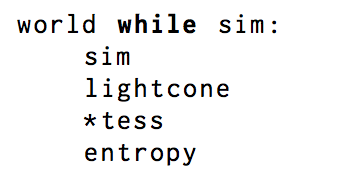 world while sim:
sim
lightcone
*tess
entropy